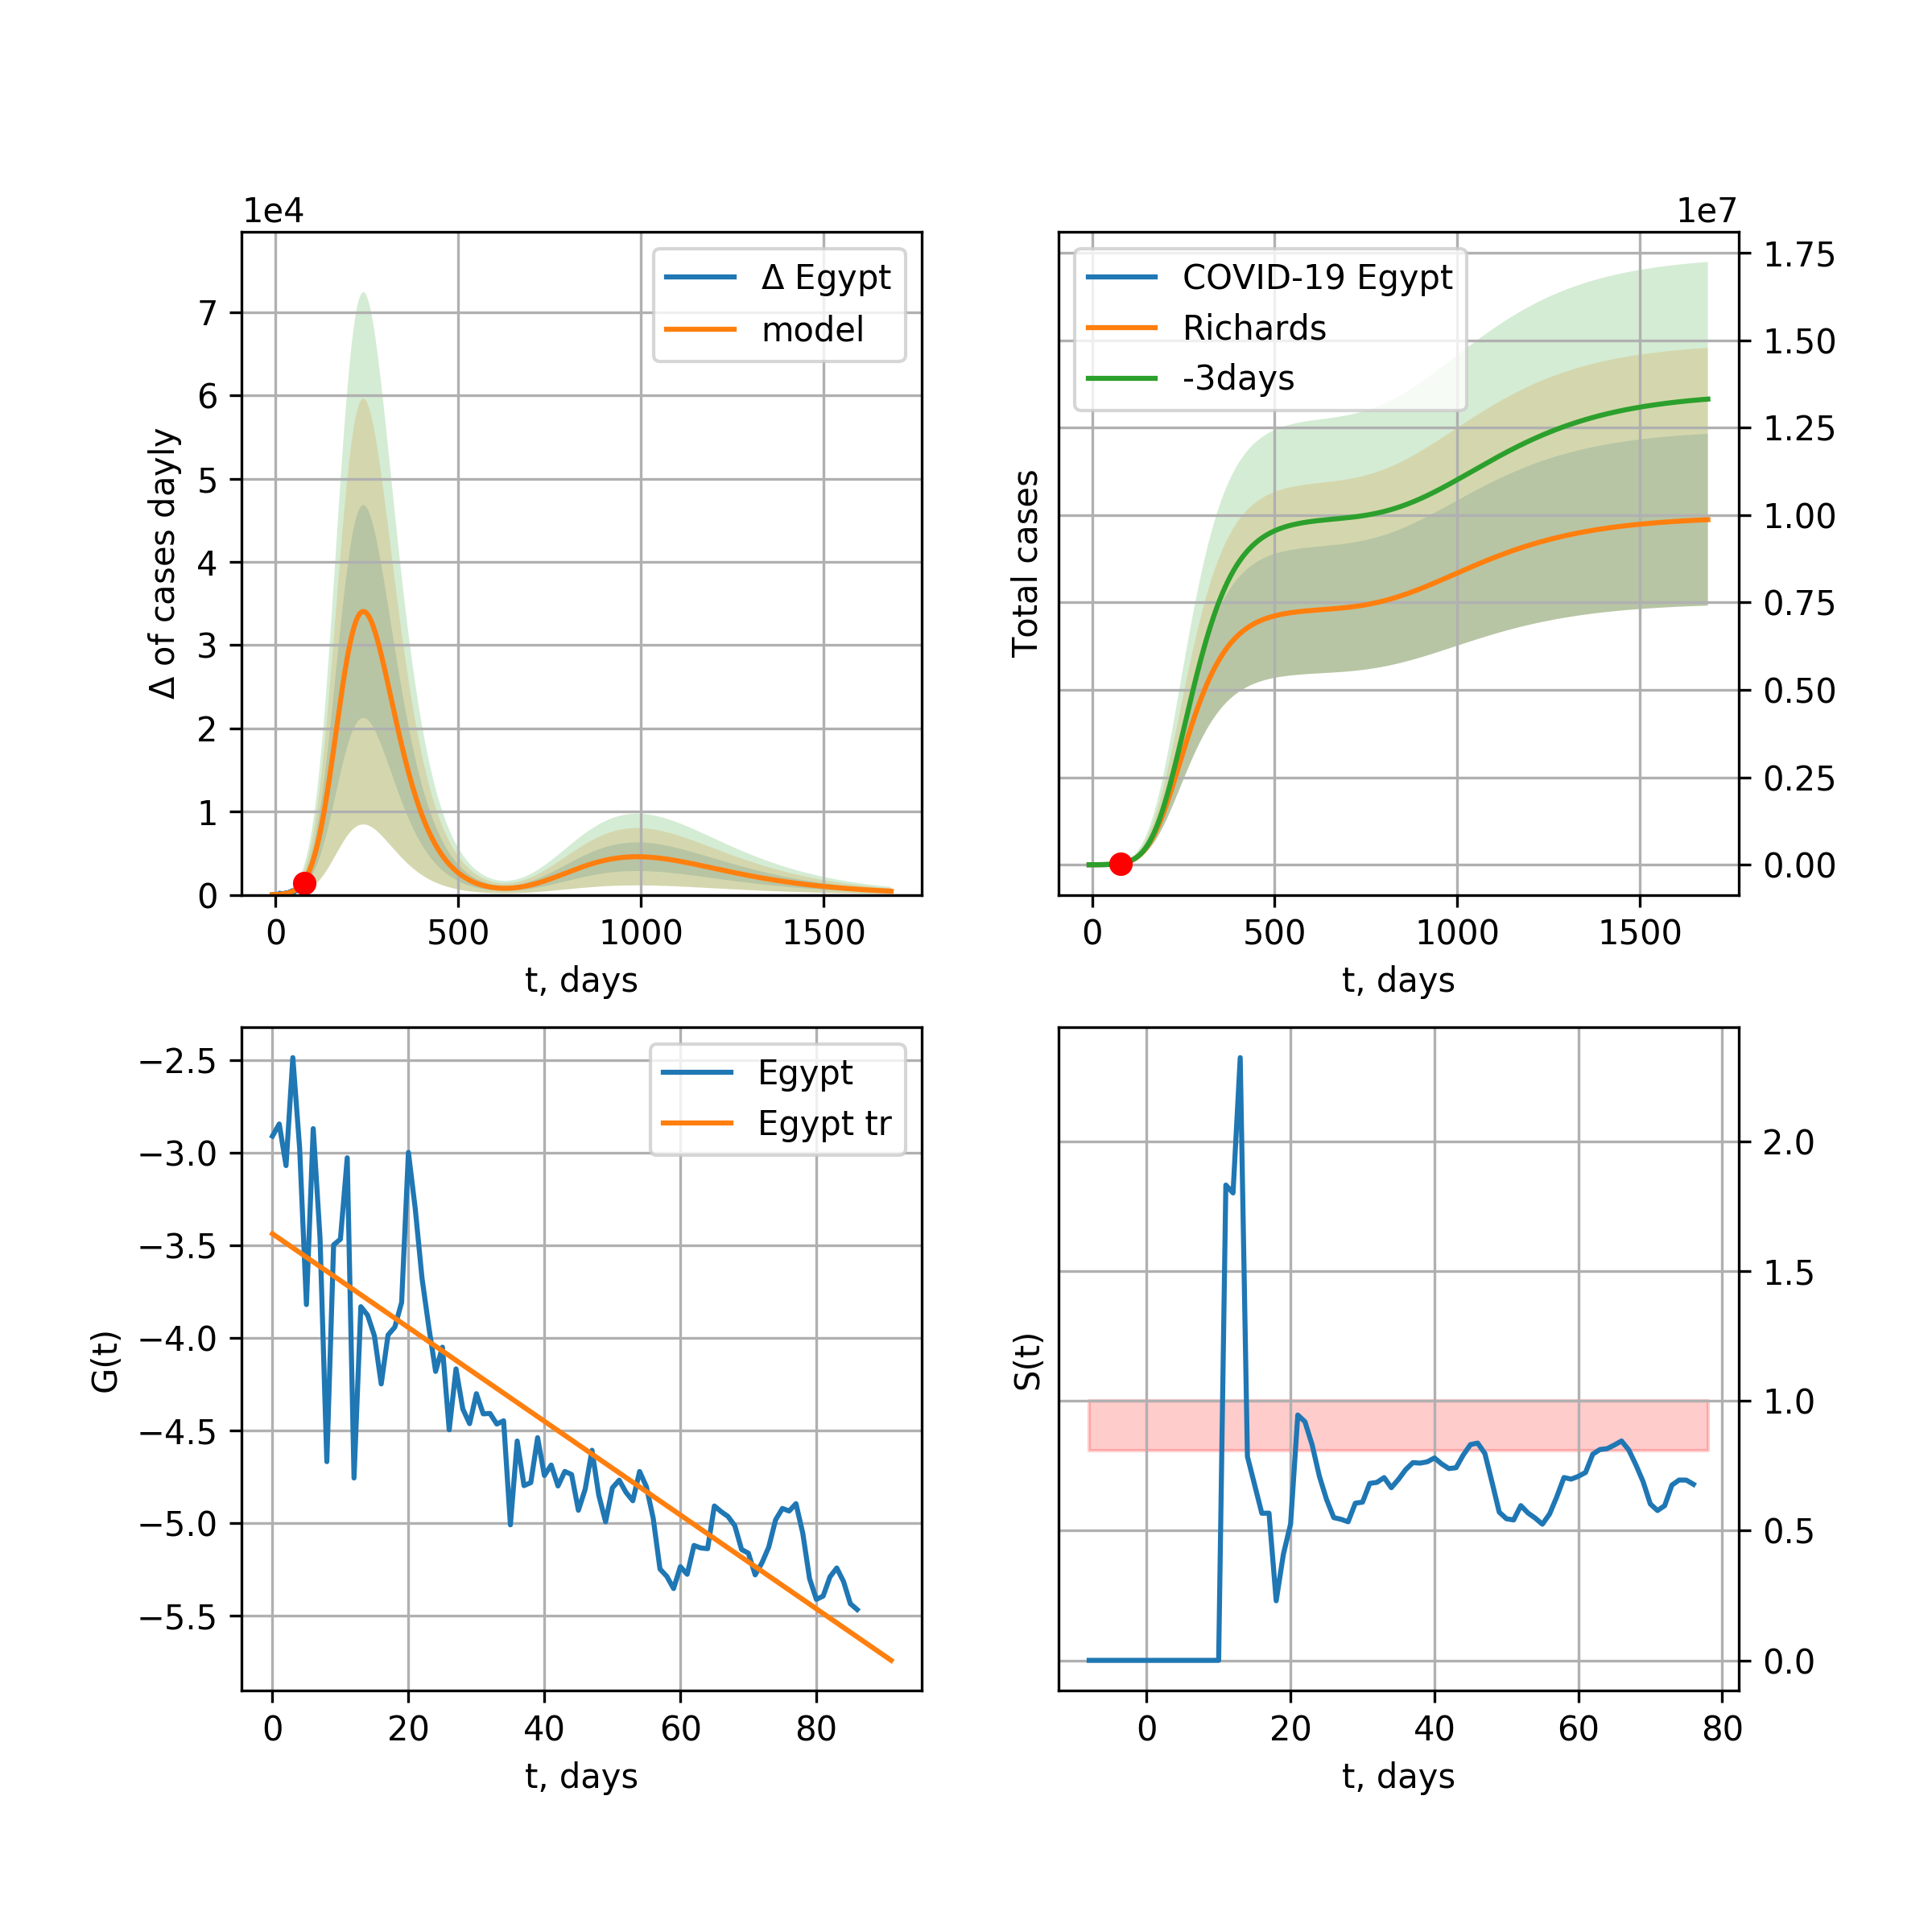 1e4
Δ of cases dayly
7
6
5
4
3
2
1
0
0 500 1000 1500
t, days
Δ Egypt
model
1e7
Total cases
1.75
1.50
1.25
1.00
0.75
0.50
0.25
0.00
0 500 1000 1500
t, days
COVID-19 Egypt
Richards
-3days
G(t)
−2.5
−3.0
−3.5
−4.0
−4.5
−5.0
−5.5
0 20 40 60 80
t, days
Egypt
Egypt tr
S(t)
2.0
1.5
1.0
0.5
0.0
0 20 40 60 80
t, days